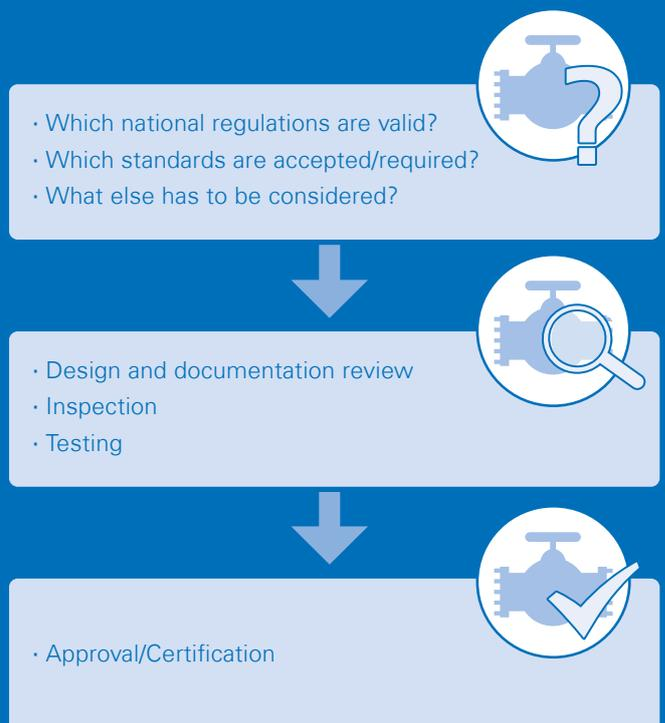 · Which national regulations are valid?
· Which standards are accepted/required?
· What else has to be considered?
· Design and documentation review
· Inspection
· Testing
· Approval/Certification